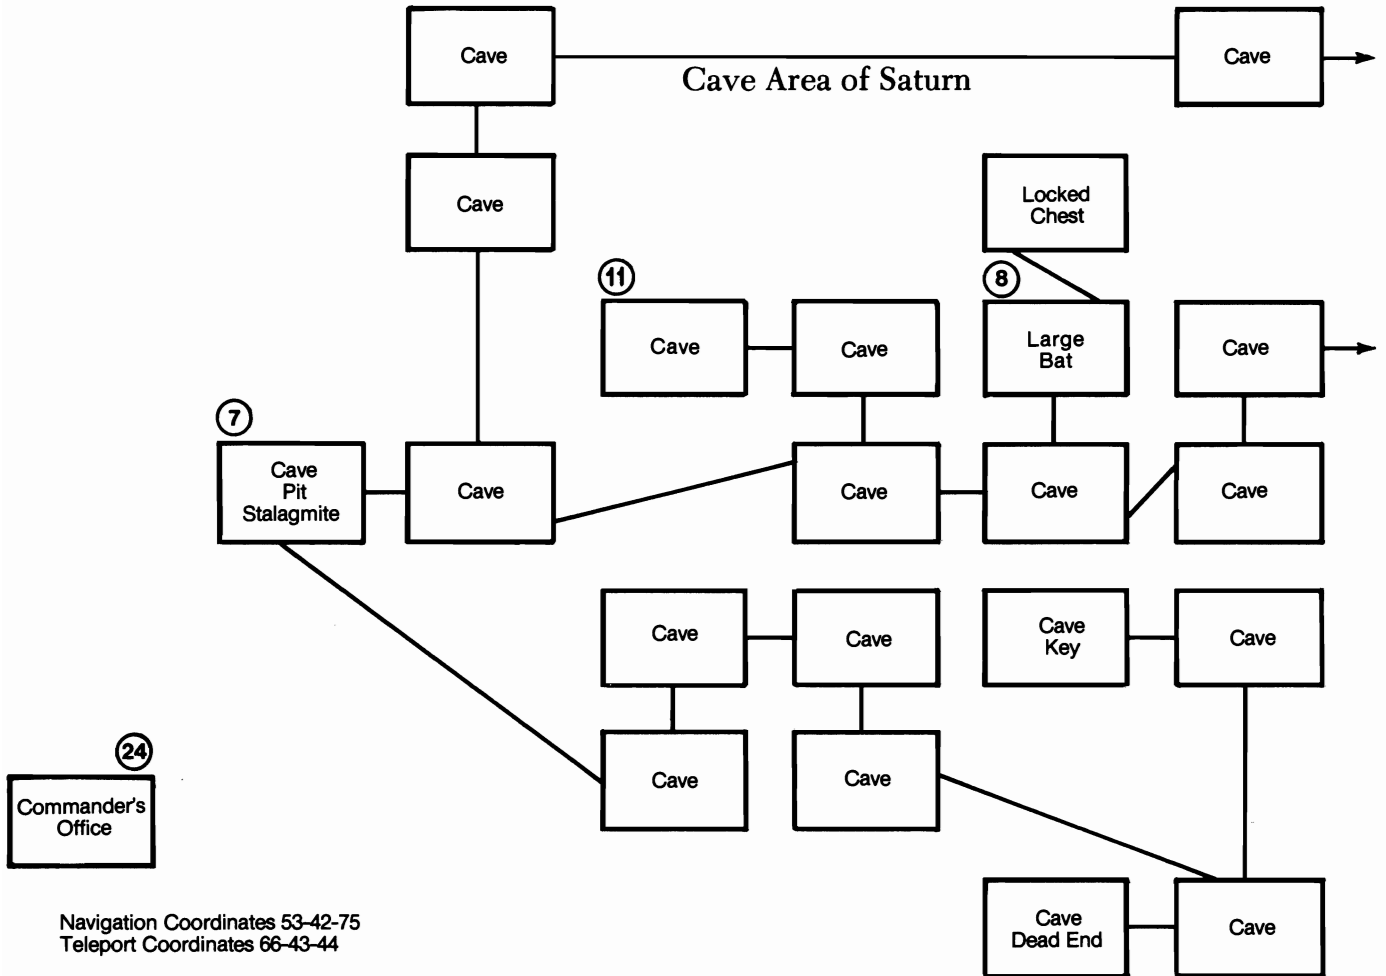 Cave
Cave
Cave Area of Saturn
Cave
Locked
Chest
11
8
Cave
Cave
Large
Bat
Cave
7
Cave
Pit
Stalagmite
Cave
Cave
Cave
Cave
Cave
Cave
Cave
Key
Cave
24
Cave
Cave
Commander's
Office
Cave
Dead End
Cave
Navigation Coordinates 53-42-75
Teleport Coordinates 66-43-44